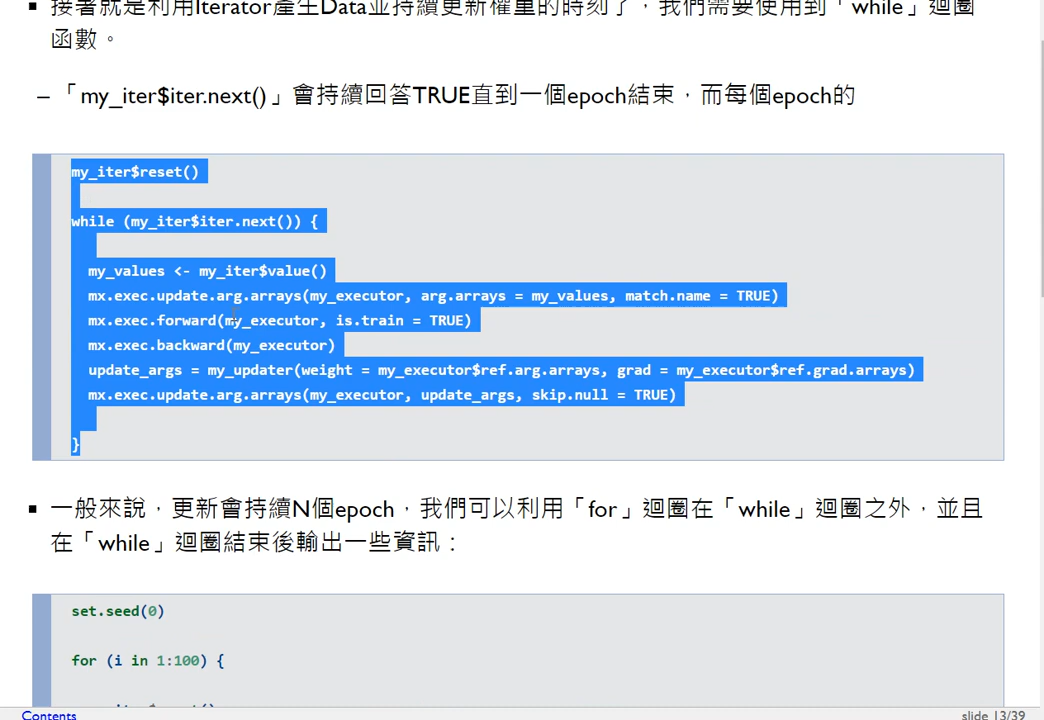 接著就是利用Iterator產生Data並持續更新權重的時刻了，我們需要使用到「while」迴圈
函數。
– 「my_iter$iter.next()」會持續回答TRUE直到一個epoch結束，而每個epoch的
my_iter$reset()
while (my_iter$iter.next()) {
my_values <- my_iter$value()
mx.exec.update.arg.arrays(my_executor, arg.arrays = my_values, match.name = TRUE)
mx.exec.forward(my_executor, is.train = TRUE)
mx.exec.backward(my_executor)
update_args = my_updater(weight = my_executor$ref.arg.arrays, grad = my_executor$ref.grad.arrays)
mx.exec.update.arg.arrays(my_executor, update_args, skip.null = TRUE)
}
一般來說，更新會持續N個epoch，我們可以利用「for」迴圈在「while」迴圈之外，並且
在「while」迴圈結束後輸出一些資訊：
set.seed(0)
for (i in 1:100) {
Contents
slide 13/39